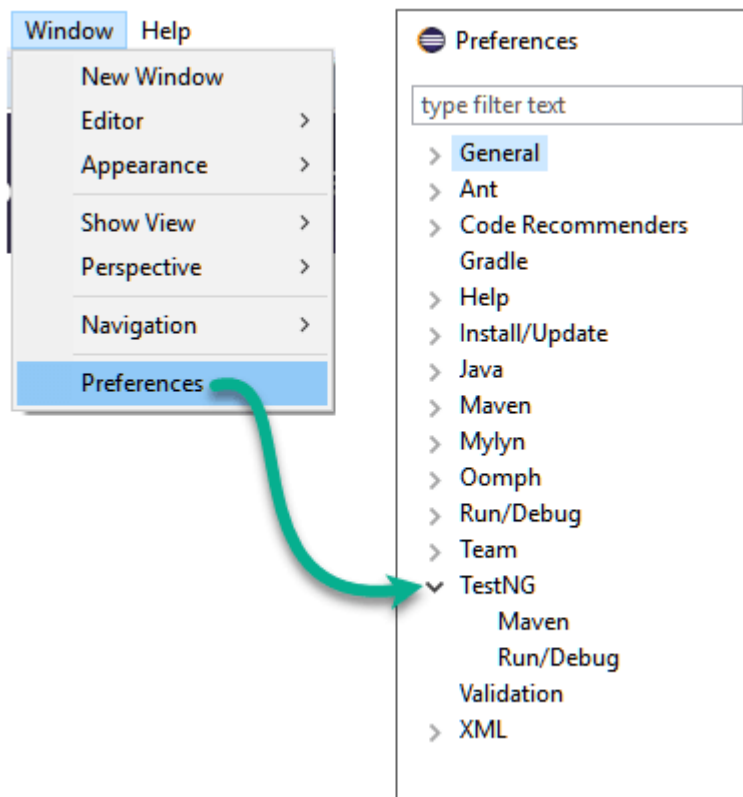 Window Help
New Window
Editor
Appearance
Show View
Perspective
Navigation
Preferences
Preferences
type filter text
General
Ant
Code Recommenders
Gradle
Help
Install/Update
Java
Maven
Mylyn
Oomph
Run/Debug
Team
TestNG
Maven
Run/Debug
Validation
XML